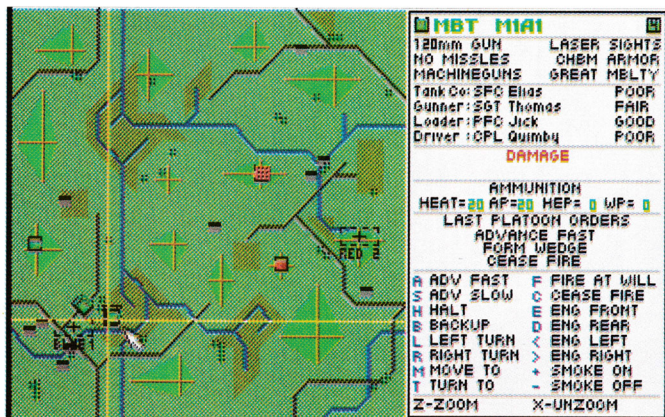 MBT M1A1
120mm GUN LASER SIGHTS
NO MISSLES CHBM ARMOR
MACHINEGUNS GREAT MBLTY
Tank Co:SFC Elias POOR
Gunner:SGT Thomas FAIR
Loader:PFC Jick GOOD
Driver:CPL Quimby POOR
DAMAGE
AMMUNITION
HEAT=20 AP=20 HEP= 0 WP= 0
LAST PLATOON ORDERS
ADVANCE FAST
FORM WEDGE
CEASE FIRE
A ADV FAST F FIRE AT WILL
S ADV SLOW C CEASE FIRE
H HALT E ENG FRONT
B BACKUP D ENG REAR
L LEFT TURN < ENG LEFT
R RIGHT TURN > ENG RIGHT
M MOVE TO + SMOKE ON
T TURN TO - SMOKE OFF
Z-ZOOM X-UNZOOM
RED 2